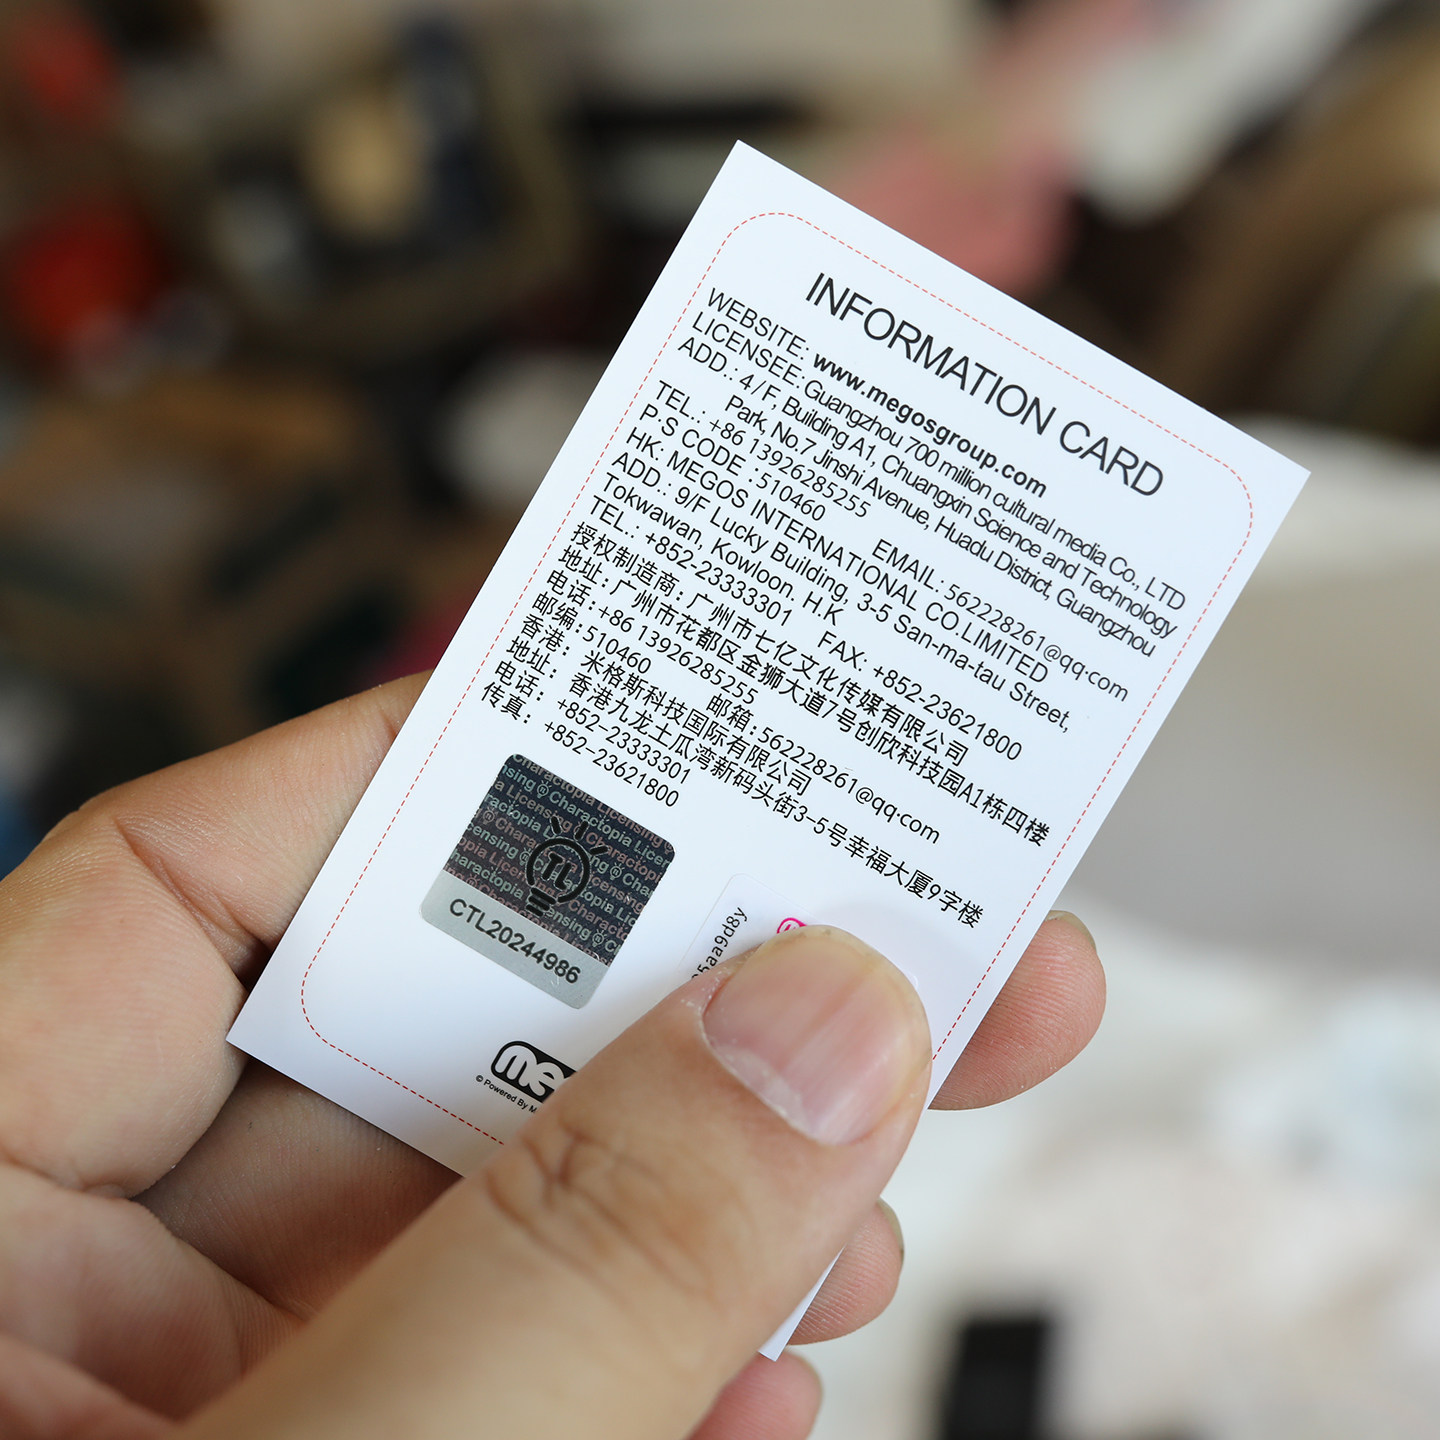 INFORMATION CARD
WEBSITE: www.megosgroup.com
LICENSEE: Guangzhou 700 million cultural media Co., LTD
ADD.: 4/F, Building A1, Chuangxin Science and Technology
Park, No.7 Jinshi Avenue, Huadu District, Guangzhou
TEL.: +86 13926285255 EMAIL: 562228261@qq.com
P.S CODE : 510460
HK: MEGOS INTERNATIONAL CO.LIMITED
ADD.: 9/F Lucky Building, 3-5 San-ma-tau Street,
Tokwawan, Kowloon. H.K
TEL.: +852-23333301 FAX: +852-23621800
授权制造商: 广州市七亿文化传媒有限公司
地址: 广州市花都区金狮大道7号创欣科技园A1栋四楼
电话:+86 13926285255 邮箱:562228261@qq.com
邮编:510460
香港: 米格斯科技国际有限公司
地址: 香港九龙土瓜湾新码头街3-5号幸福大厦9字楼
电话: +852-23333301
传真: +852-23621800
Charactopia Licensing
TL
CTL20244986
5aa9d8y
© Powered By